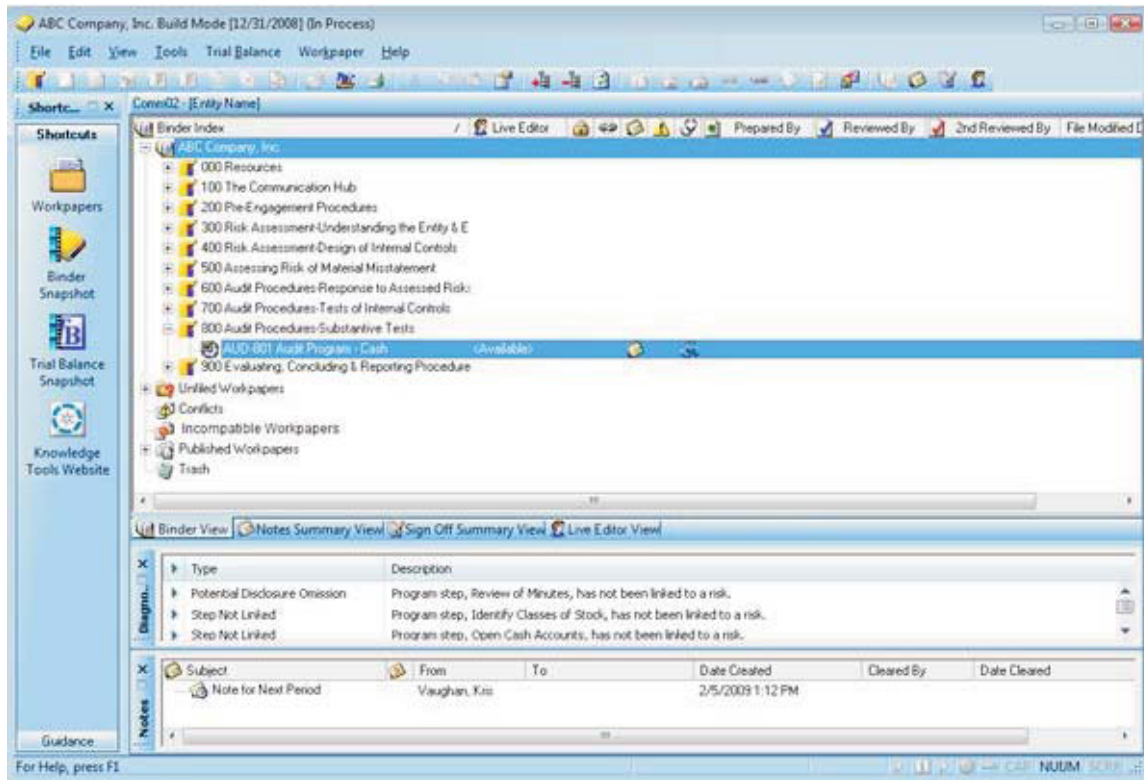 ABC Company, Inc. Build Mode [12/31/2008] (In Process)
File Edit View Tools Trial Balance Workpaper Help
Shortc...
Comm02 - [Entity Name]
Shortcuts
Binder Index / Live Editor Prepared By Reviewed By 2nd Reviewed By File Modified D
ABC Company, Inc.
000 Resources
100 The Communication Hub
200 Pre-Engagement Procedures
300 Risk Assessment-Understanding the Entity & E
400 Risk Assessment-Design of Internal Controls
500 Assessing Risk of Material Misstatement
600 Audit Procedures-Response to Assessed Risk:
700 Audit Procedures-Tests of Internal Controls
800 Audit Procedures-Substantive Tests
AUD-801 Audit Program - Cash <Available>
900 Evaluating, Concluding & Reporting Procedure
Unfiled Workpapers
Conflicts
Incompatible Workpapers
Published Workpapers
Trash
Workpapers
Binder
Snapshot
Trial Balance
Snapshot
Knowledge
Tools Website
Guidance
Binder View Notes Summary View Sign Off Summary View Live Editor View
Diagno...
Type Description
Potential Disclosure Omission Program step, Review of Minutes, has not been linked to a risk.
Step Not Linked Program step, Identify Classes of Stock, has not been linked to a risk.
Step Not Linked Program step, Open Cash Accounts, has not been linked to a risk.
Notes
Subject From To Date Created Cleared By Date Cleared
Note for Next Period Vaughan, Kris 2/5/2009 1:12 PM
For Help, press F1
CAP NUUM SCRL